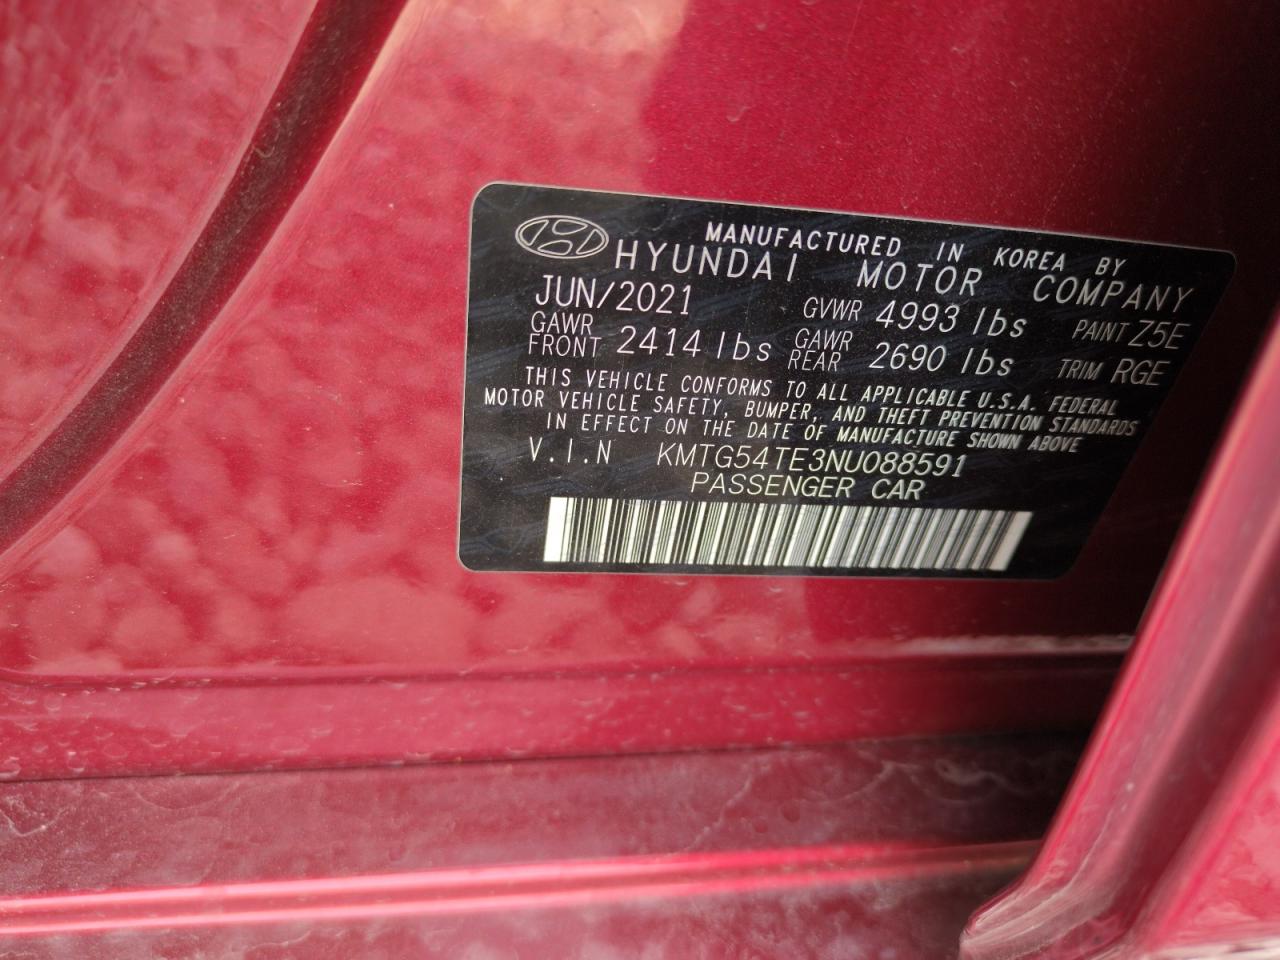 MANUFACTURED IN KOREA BY
HYUNDAI MOTOR COMPANY
JUN/2021 GVWR 4993 lbs PAINT Z5E
GAWR FRONT 2414 lbs GAWR REAR 2690 lbs TRIM RGE
THIS VEHICLE CONFORMS TO ALL APPLICABLE U.S.A. FEDERAL
MOTOR VEHICLE SAFETY, BUMPER, AND THEFT PREVENTION STANDARDS
IN EFFECT ON THE DATE OF MANUFACTURE SHOWN ABOVE
V.I.N KMTG54TE3NU088591
PASSENGER CAR